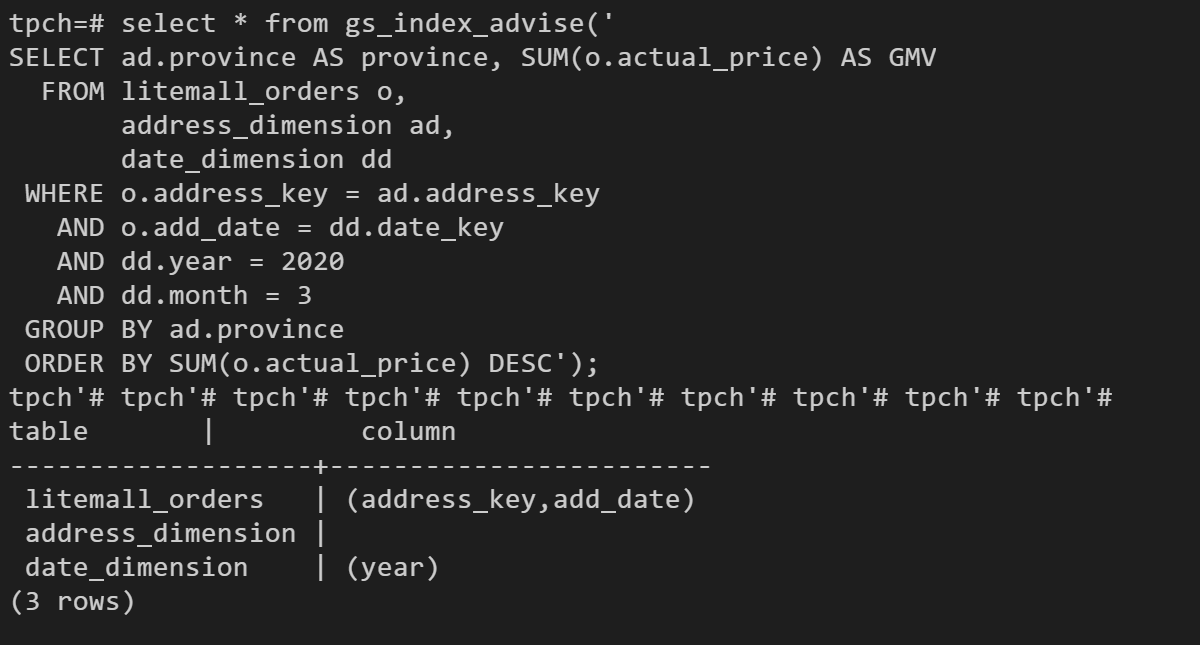 tpch=# select * from gs_index_advise('
SELECT ad.province AS province, SUM(o.actual_price) AS GMV
  FROM litemall_orders o,
       address_dimension ad,
       date_dimension dd
 WHERE o.address_key = ad.address_key
   AND o.add_date = dd.date_key
   AND dd.year = 2020
   AND dd.month = 3
 GROUP BY ad.province
 ORDER BY SUM(o.actual_price) DESC');
tpch'# tpch'# tpch'# tpch'# tpch'# tpch'# tpch'# tpch'# tpch'# tpch'#
table       |         column
-------------------+------------------------
 litemall_orders   | (address_key,add_date)
 address_dimension |
 date_dimension    | (year)
(3 rows)